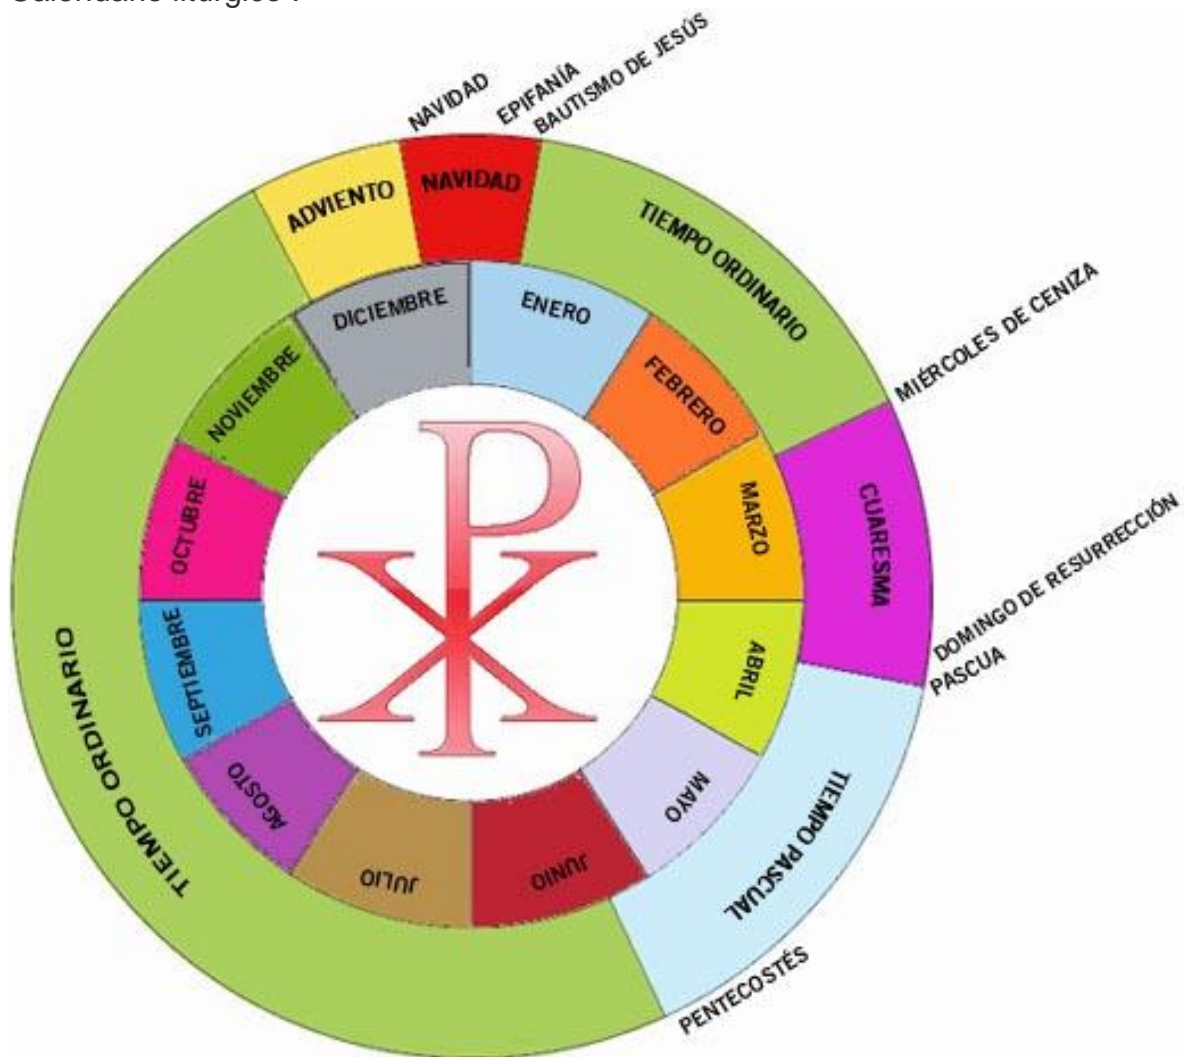 Calendario litúrgico .
NAVIDAD
EPIFANÍA
BAUTISMO DE JESÚS
ADVIENTO
NAVIDAD
TIEMPO ORDINARIO
MIÉRCOLES DE CENIZA
CUARESMA
DOMINGO DE RESURRECCIÓN
PASCUA
TIEMPO PASCUAL
PENTECOSTÉS
TIEMPO ORDINARIO
ENERO
FEBRERO
MARZO
ABRIL
MAYO
JUNIO
JULIO
AGOSTO
SEPTIEMBRE
OCTUBRE
NOVIEMBRE
DICIEMBRE